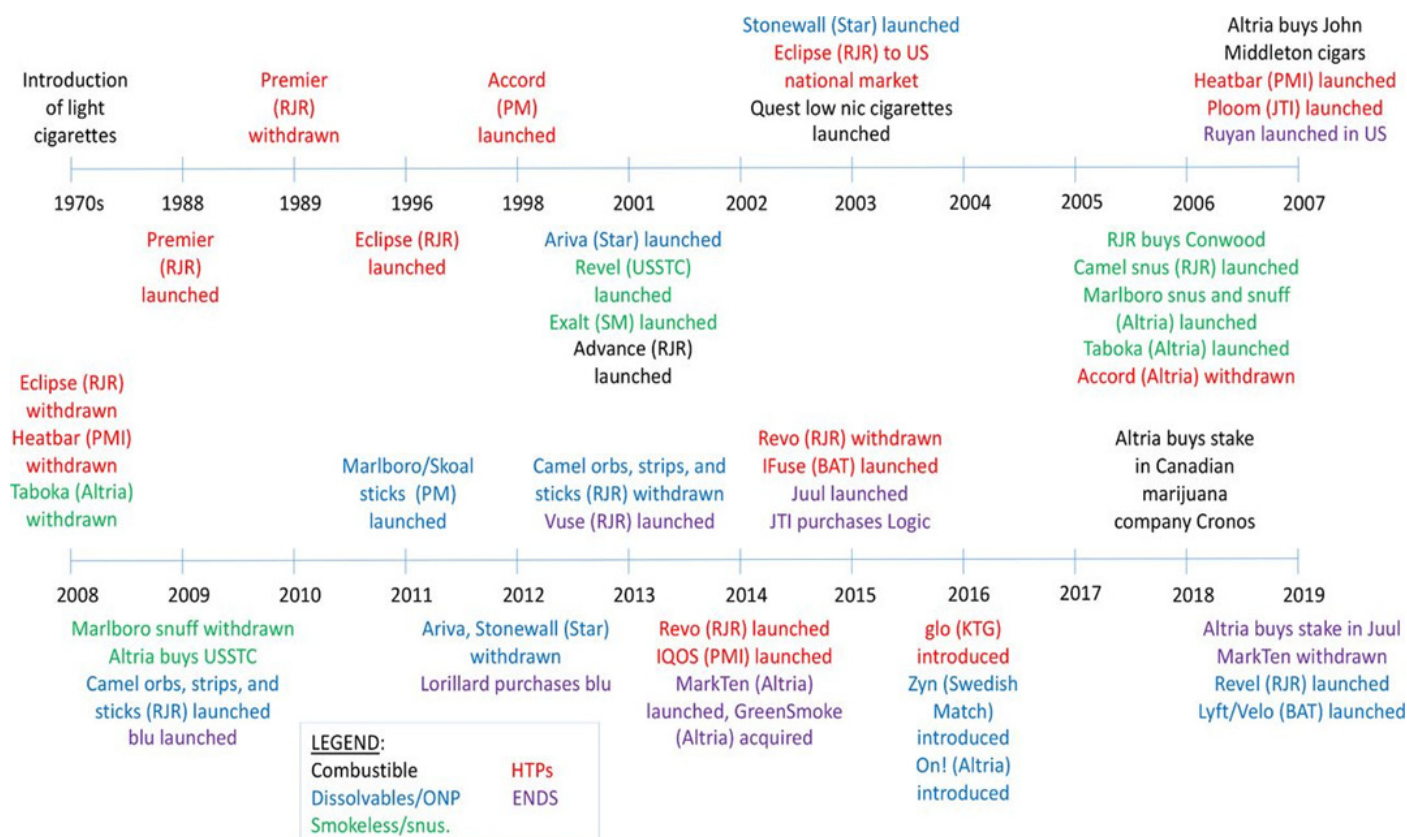 Introduction
of light
cigarettes
Premier
(RJR)
withdrawn
Accord
(PM)
launched
Stonewall (Star) launched
Eclipse (RJR) to US
national market
Quest low nic cigarettes
launched
Altria buys John
Middleton cigars
Heatbar (PMI) launched
Ploom (JTI) launched
Ruyan launched in US
1970s 1988 1989 1996 1998 2001 2002 2003 2004 2005 2006 2007
Premier
(RJR)
launched
Eclipse (RJR)
launched
Ariva (Star) launched
Revel (USSTC)
launched
Exalt (SM) launched
Advance (RJR)
launched
RJR buys Conwood
Camel snus (RJR) launched
Marlboro snus and snuff
(Altria) launched
Taboka (Altria) launched
Accord (Altria) withdrawn
Eclipse (RJR)
withdrawn
Heatbar (PMI)
withdrawn
Taboka (Altria)
withdrawn
Marlboro/Skoal
sticks (PM)
launched
Camel orbs, strips, and
sticks (RJR) withdrawn
Vuse (RJR) launched
Revo (RJR) withdrawn
IFuse (BAT) launched
Juul launched
JTI purchases Logic
Altria buys stake
in Canadian
marijuana
company Cronos
2008 2009 2010 2011 2012 2013 2014 2015 2016 2017 2018 2019
Marlboro snuff withdrawn
Altria buys USSTC
Camel orbs, strips, and
sticks (RJR) launched
blu launched
Ariva, Stonewall (Star)
withdrawn
Lorillard purchases blu
Revo (RJR) launched
IQOS (PMI) launched
MarkTen (Altria)
launched, GreenSmoke
(Altria) acquired
glo (KTG)
introduced
Zyn (Swedish
Match)
introduced
On! (Altria)
introduced
Altria buys stake in Juul
MarkTen withdrawn
Revel (RJR) launched
Lyft/Velo (BAT) launched
LEGEND:
Combustible HTPs
Dissolvables/ONP ENDS
Smokeless/snus.